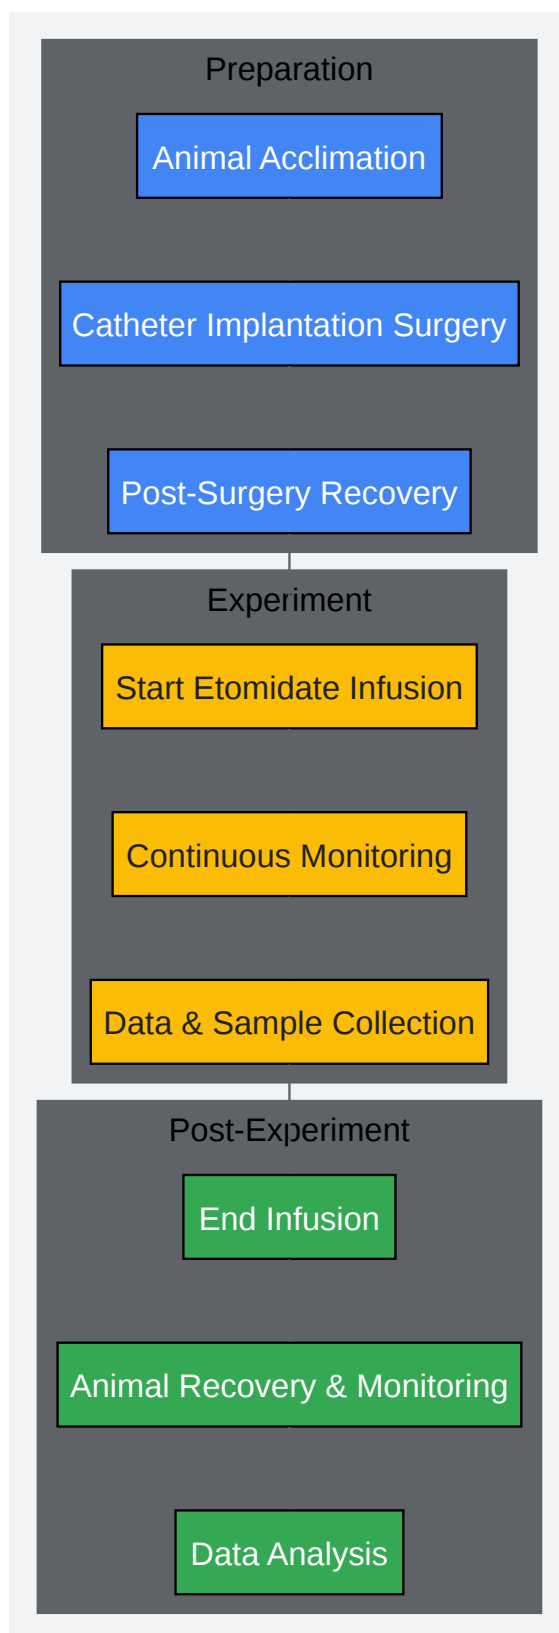 Preparation
Animal Acclimation
Catheter Implantation Surgery
Post-Surgery Recovery
Experiment
Start Etomidate Infusion
Continuous Monitoring
Data & Sample Collection
Post-Experiment
End Infusion
Animal Recovery & Monitoring
Data Analysis